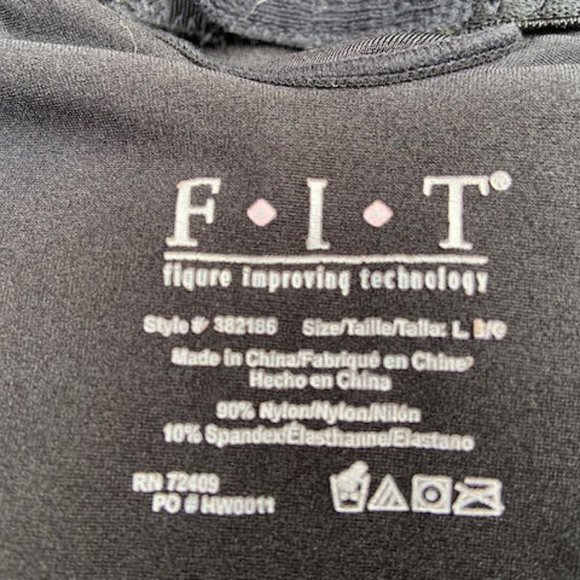 F • I • T®
figure improving technology
Style # 382186 Size/Taille/Talla: L
Made in China/Fabriqué en Chine
Hecho en China
90% Nylon/Nylon/Nilón
10% Spandex/Élasthanne/Elastano
RN 72409
PO # HW0011